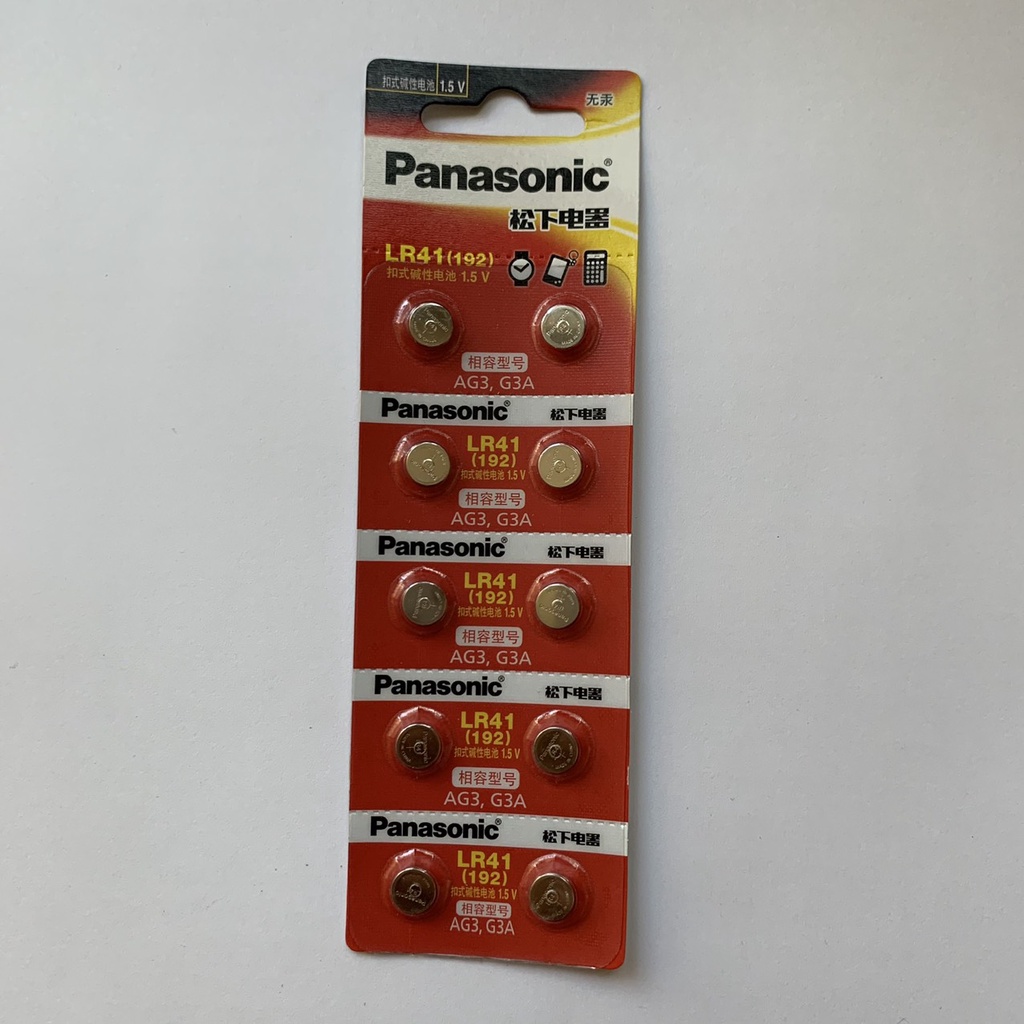 扣式碱性电池 1.5 V
无汞
Panasonic®
松下电器
LR41(192)
扣式碱性电池 1.5 V
相容型号
AG3, G3A
Panasonic® 松下电器
LR41
(192)
扣式碱性电池 1.5 V
相容型号
AG3, G3A
Panasonic® 松下电器
LR41
(192)
扣式碱性电池 1.5 V
相容型号
AG3, G3A
Panasonic® 松下电器
LR41
(192)
扣式碱性电池 1.5 V
相容型号
AG3, G3A
Panasonic® 松下电器
LR41
(192)
扣式碱性电池 1.5 V
相容型号
AG3, G3A